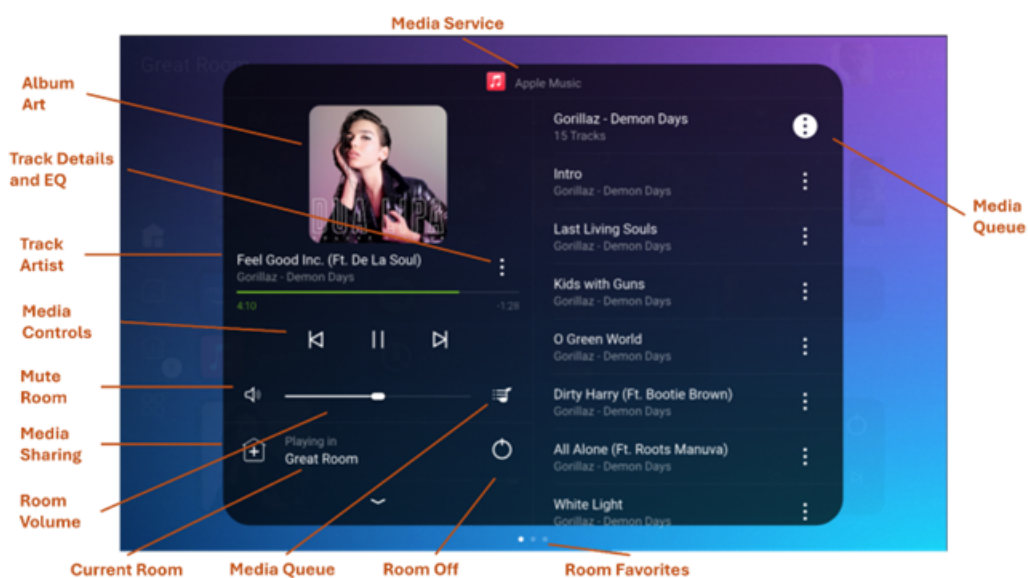 Media Service
Great Room
Apple Music
Album
Art
Track Details
and EQ
Track
Artist
Media
Controls
Mute
Room
Media
Sharing
Room
Volume
DUA LIPA
Feel Good Inc. (Ft. De La Soul)
Gorillaz - Demon Days
4:10
-1:28
Playing in
Great Room
Gorillaz - Demon Days
15 Tracks
Intro
Gorillaz - Demon Days
Last Living Souls
Gorillaz - Demon Days
Kids with Guns
Gorillaz - Demon Days
O Green World
Gorillaz - Demon Days
Dirty Harry (Ft. Bootie Brown)
Gorillaz - Demon Days
All Alone (Ft. Roots Manuva)
Gorillaz - Demon Days
White Light
Gorillaz - Demon Days
Media
Queue
Current Room
Media Queue
Room Off
Room Favorites